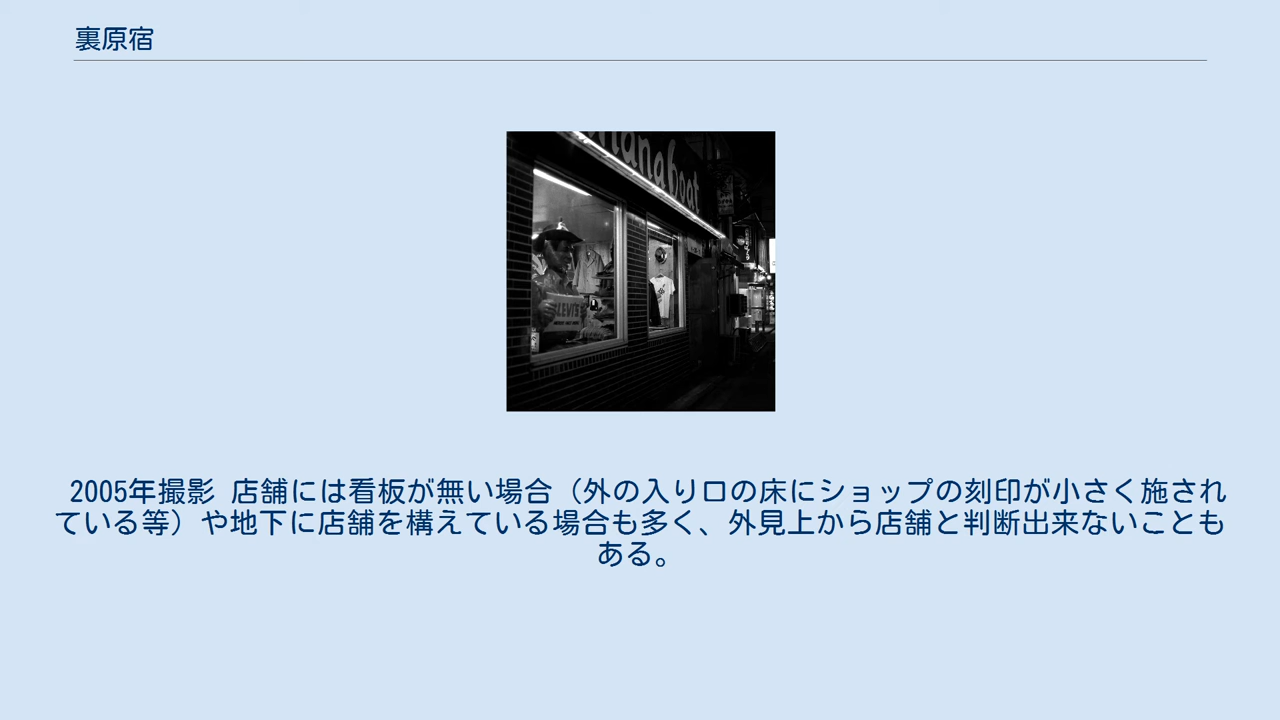 裏原宿
nanaboat
LEVI'S
2005年撮影 店舗には看板が無い場合（外の入り口の床にショップの刻印が小さく施され
ている等）や地下に店舗を構えている場合も多く、外見上から店舗と判断出来ないことも
ある。